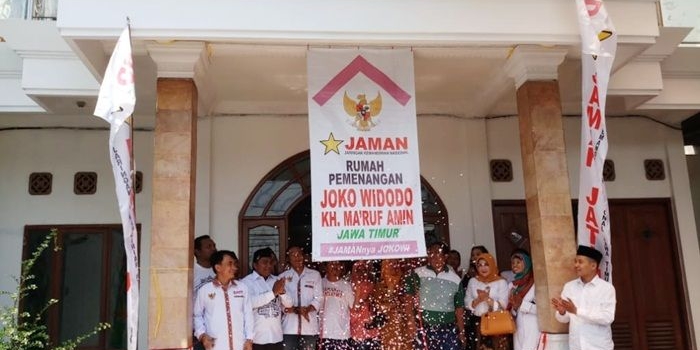 JAMAN
JARINGAN KEMANDIRIAN NASIONAL
RUMAH
PEMENANGAN
JOKO WIDODO
KH. MA'RUF AMIN
JAWA TIMUR
#JAMANnya JOKOWI